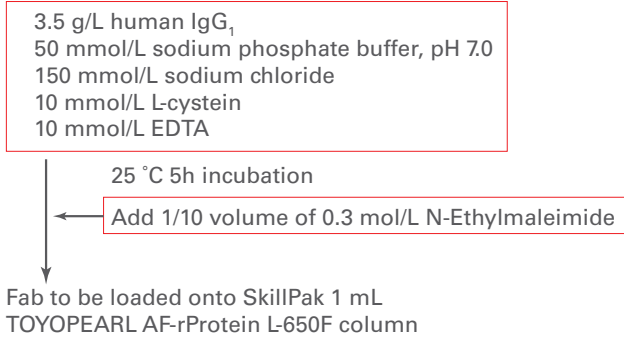 3.5 g/L human IgG₁
50 mmol/L sodium phosphate buffer, pH 7.0
150 mmol/L sodium chloride
10 mmol/L L-cystein
10 mmol/L EDTA
25 ˚C 5h incubation
Add 1/10 volume of 0.3 mol/L N-Ethylmaleimide
Fab to be loaded onto SkillPak 1 mL
TOYOPEARL AF-rProtein L-650F column